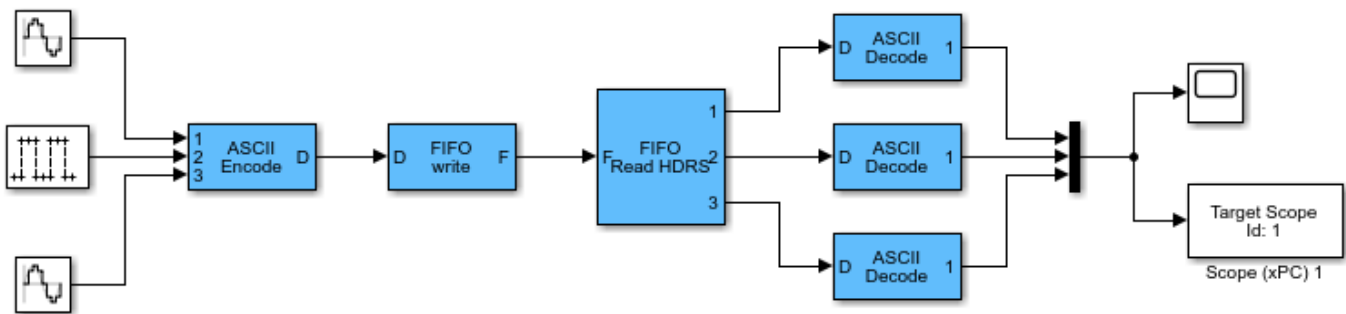 1
2
3
ASCII
Encode
D
D
FIFO
write
F
F
FIFO
Read HDRS
1
2
3
D
ASCII
Decode
1
D
ASCII
Decode
1
D
ASCII
Decode
1
Target Scope
Id: 1
Scope (xPC) 1